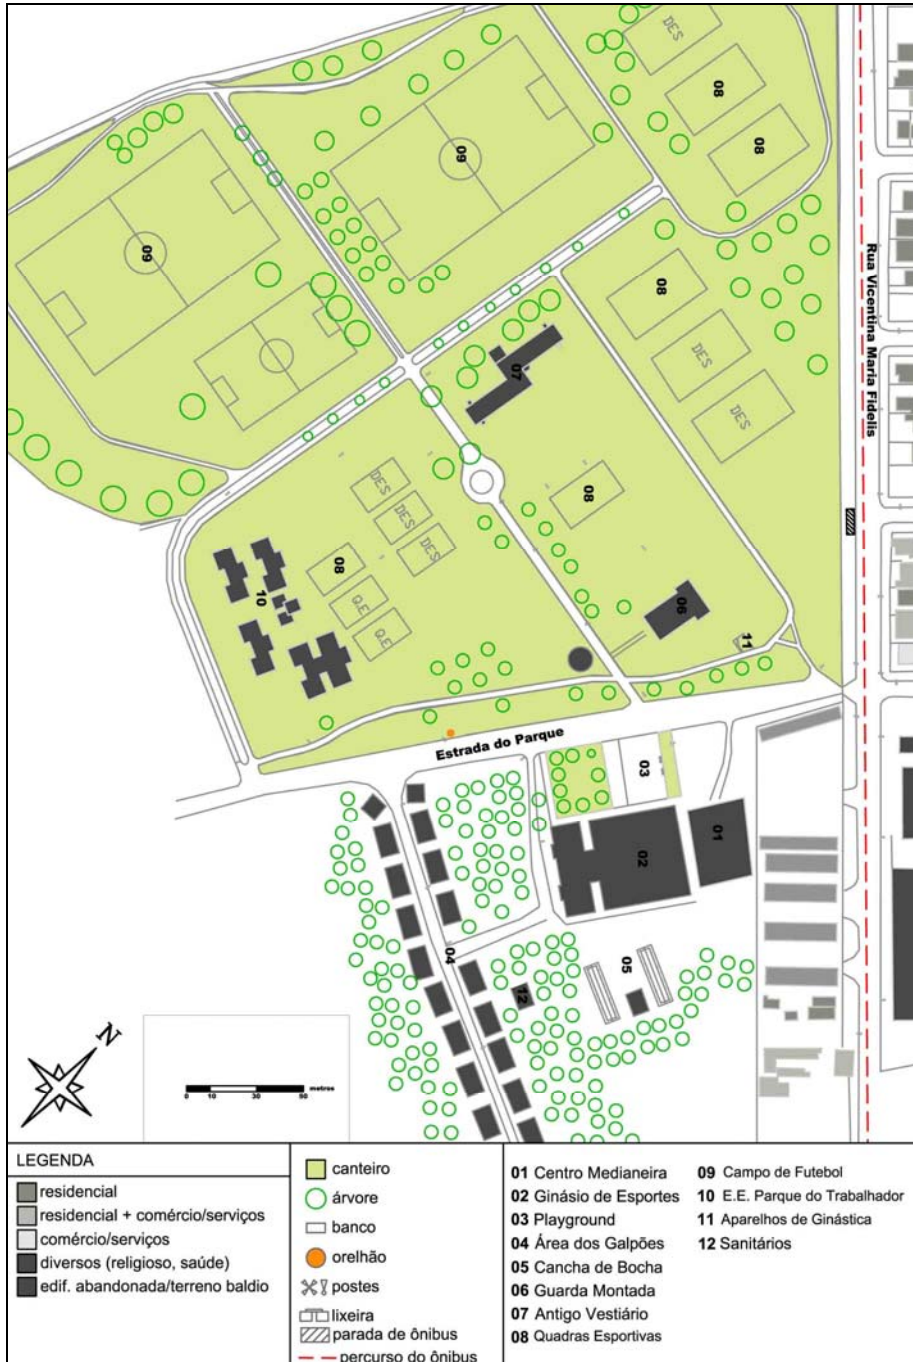 DES
08
08
09
09
Rua Vicentina Maria Fidelis
08
DES
DES
07
08
DES
DES
DES
08
Q.E
Q.E
10
06
11
Estrada do Parque
03
01
02
04
05
12
N
metros
0 10 30 50
LEGENDA
residencial
residencial + comércio/serviços
comércio/serviços
diversos (religioso, saúde)
edif. abandonada/terreno baldio
canteiro
árvore
banco
orelhão
postes
lixeira
parada de ônibus
percurso do ônibus
01 Centro Medianeira
02 Ginásio de Esportes
03 Playground
04 Área dos Galpões
05 Cancha de Bocha
06 Guarda Montada
07 Antigo Vestiário
08 Quadras Esportivas
09 Campo de Futebol
10 E.E. Parque do Trabalhador
11 Aparelhos de Ginástica
12 Sanitários